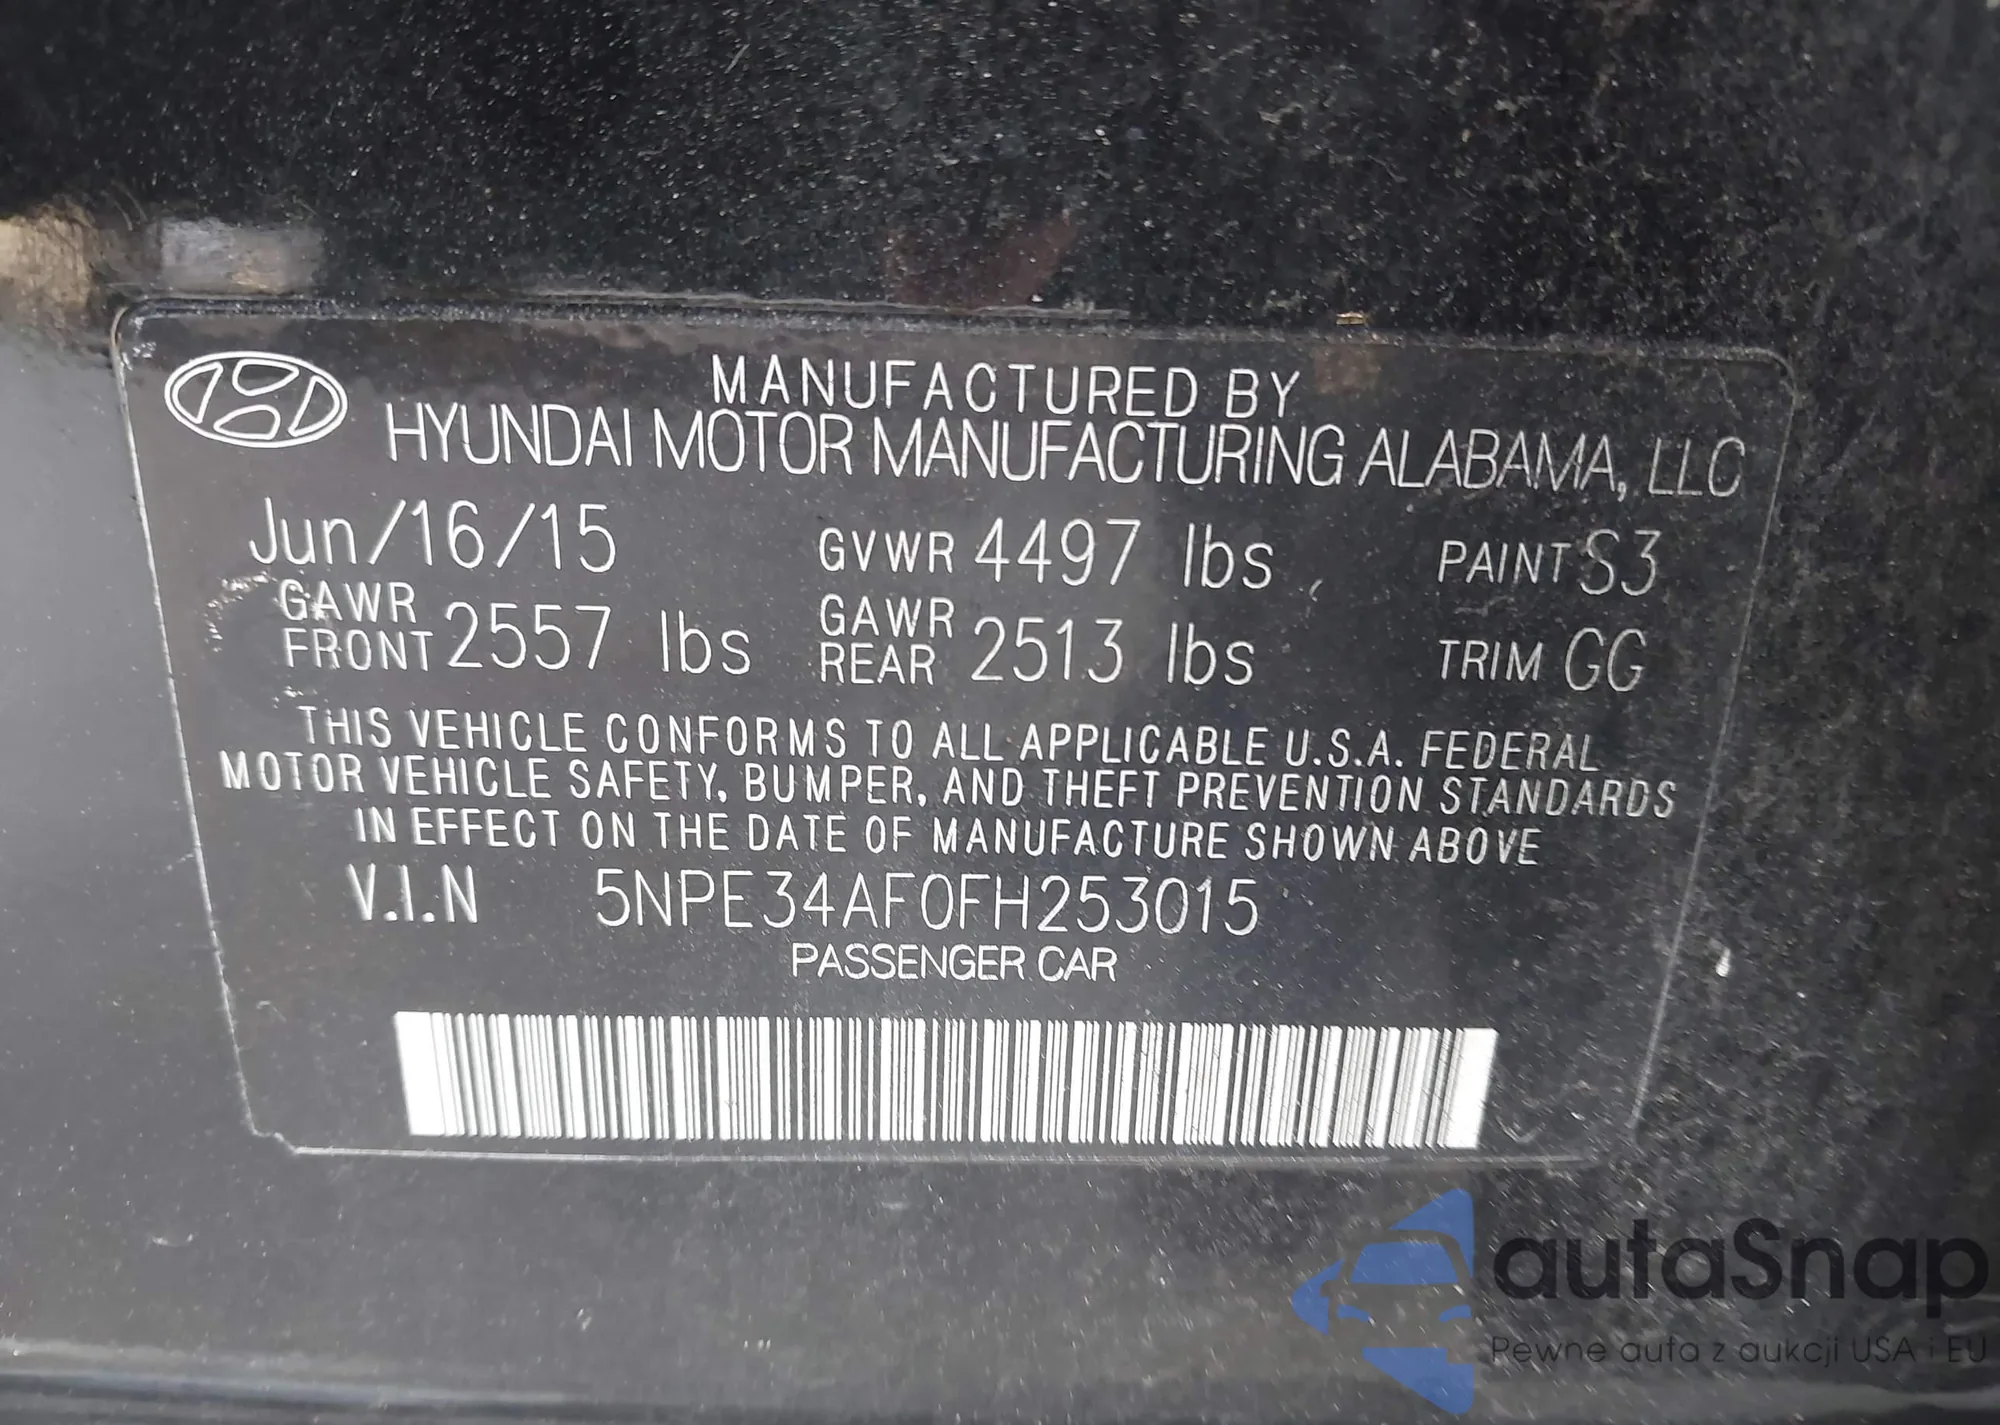 MANUFACTURED BY
HYUNDAI MOTOR MANUFACTURING ALABAMA, LLC
Jun/16/15 GVWR 4497 lbs PAINT S3
GAWR FRONT 2557 lbs GAWR REAR 2513 lbs TRIM GG
THIS VEHICLE CONFORMS TO ALL APPLICABLE U.S.A. FEDERAL
MOTOR VEHICLE SAFETY, BUMPER, AND THEFT PREVENTION STANDARDS
IN EFFECT ON THE DATE OF MANUFACTURE SHOWN ABOVE
V.I.N 5NPE34AF0FH253015
PASSENGER CAR
autaSnap
Pewne auta z aukcji USA i EU